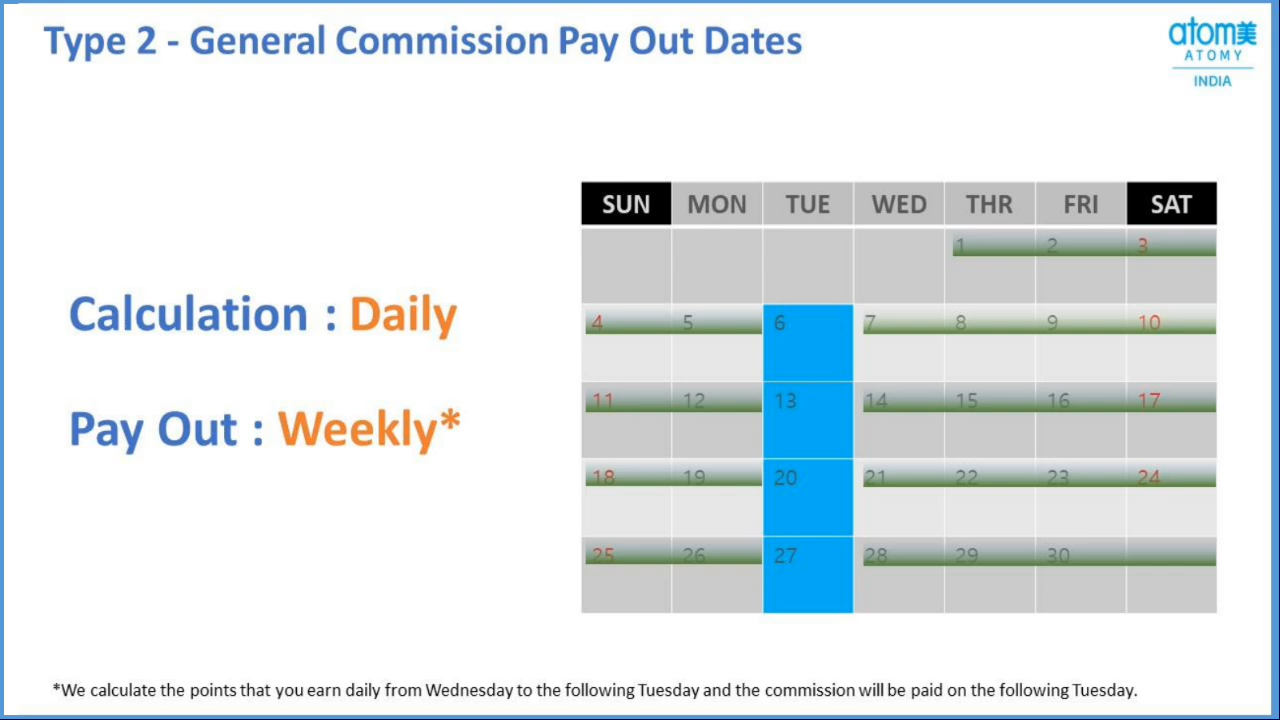 Type 2 - General Commission Pay Out Dates
atom美
ATOMY
INDIA
SUN MON TUE WED THR FRI SAT
1 2 3
4 5 6 7 8 9 10
11 12 13 14 15 16 17
18 19 20 21 22 23 24
25 26 27 28 29 30
Calculation : Daily
Pay Out : Weekly*
*We calculate the points that you earn daily from Wednesday to the following Tuesday and the commission will be paid on the following Tuesday.